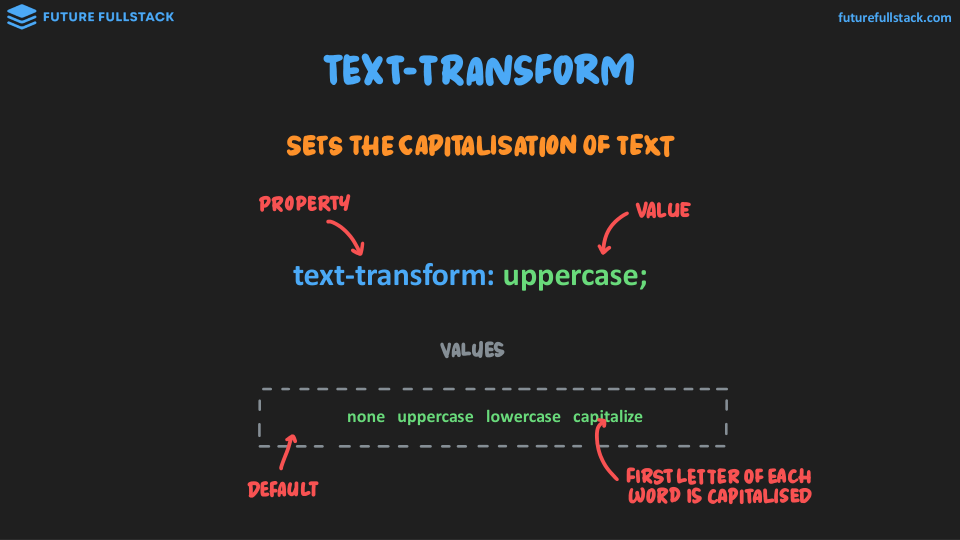 FUTURE FULLSTACK
futurefullstack.com
TEXT-TRANSFORM
SETS THE CAPITALISATION OF TEXT
PROPERTY
VALUE
text-transform: uppercase;
VALUES
none uppercase lowercase capitalize
DEFAULT
FIRST LETTER OF EACH
WORD IS CAPITALISED